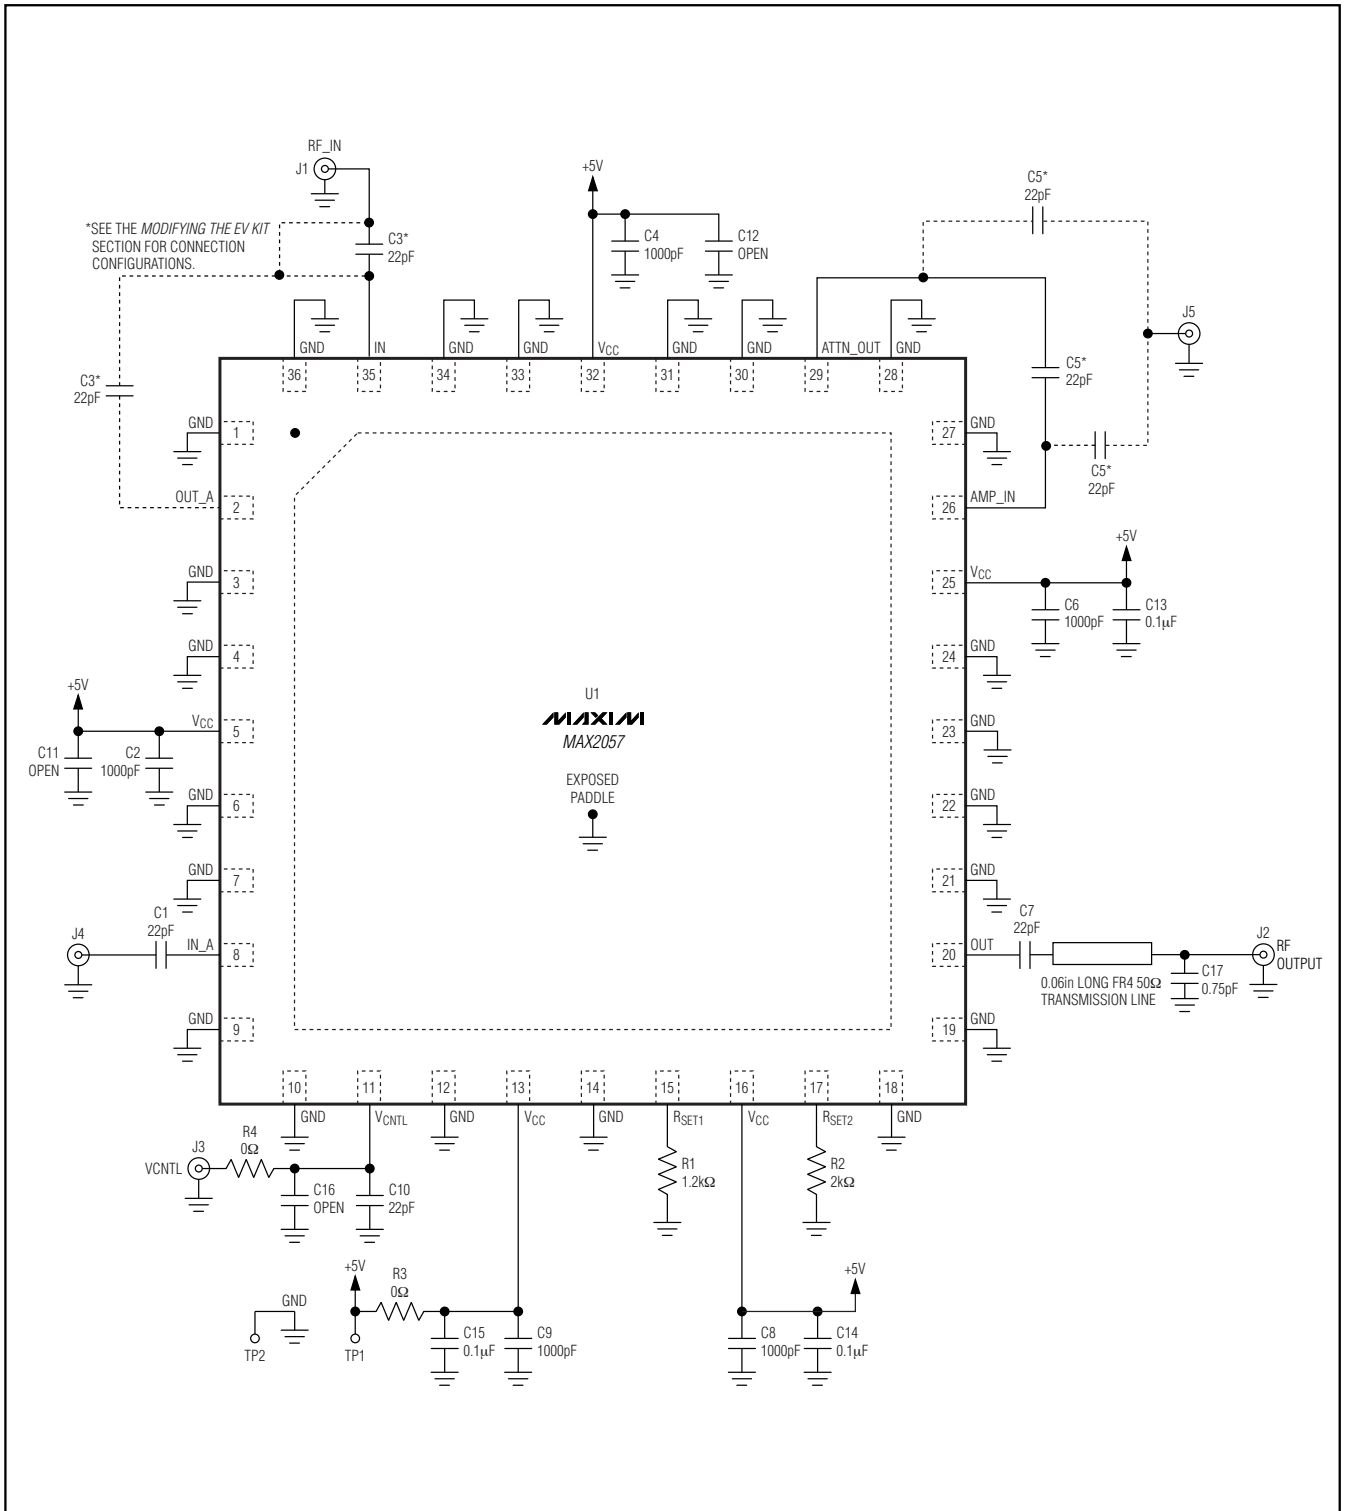 RF_IN
J1
+5V
C5*
22pF
*SEE THE MODIFYING THE EV KIT
SECTION FOR CONNECTION
CONFIGURATIONS.
C3*
22pF
C4
1000pF
C12
OPEN
J5
GND
IN
GND
GND
VCC
GND
GND
ATTN_OUT
GND
36
35
34
33
32
31
30
29
28
C3*
22pF
C5*
22pF
GND
1
27
GND
C5*
22pF
OUT_A
2
26
AMP_IN
+5V
GND
3
25
VCC
C6
1000pF
C13
0.1µF
GND
4
24
GND
+5V
U1
MAXIM
MAX2057
VCC
5
23
GND
C11
OPEN
C2
1000pF
EXPOSED
PADDLE
GND
6
22
GND
GND
7
21
GND
C1
22pF
C7
22pF
J4
IN_A
8
20
OUT
J2
RF
OUTPUT
0.06in LONG FR4 50Ω
TRANSMISSION LINE
C17
0.75pF
GND
9
19
GND
10
11
12
13
14
15
16
17
18
GND
VCNTL
GND
VCC
GND
RSET1
VCC
RSET2
GND
R4
0Ω
J3
VCNTL
C16
OPEN
C10
22pF
R1
1.2kΩ
R2
2kΩ
+5V
R3
0Ω
+5V
GND
TP2
TP1
C15
0.1µF
C9
1000pF
C8
1000pF
C14
0.1µF